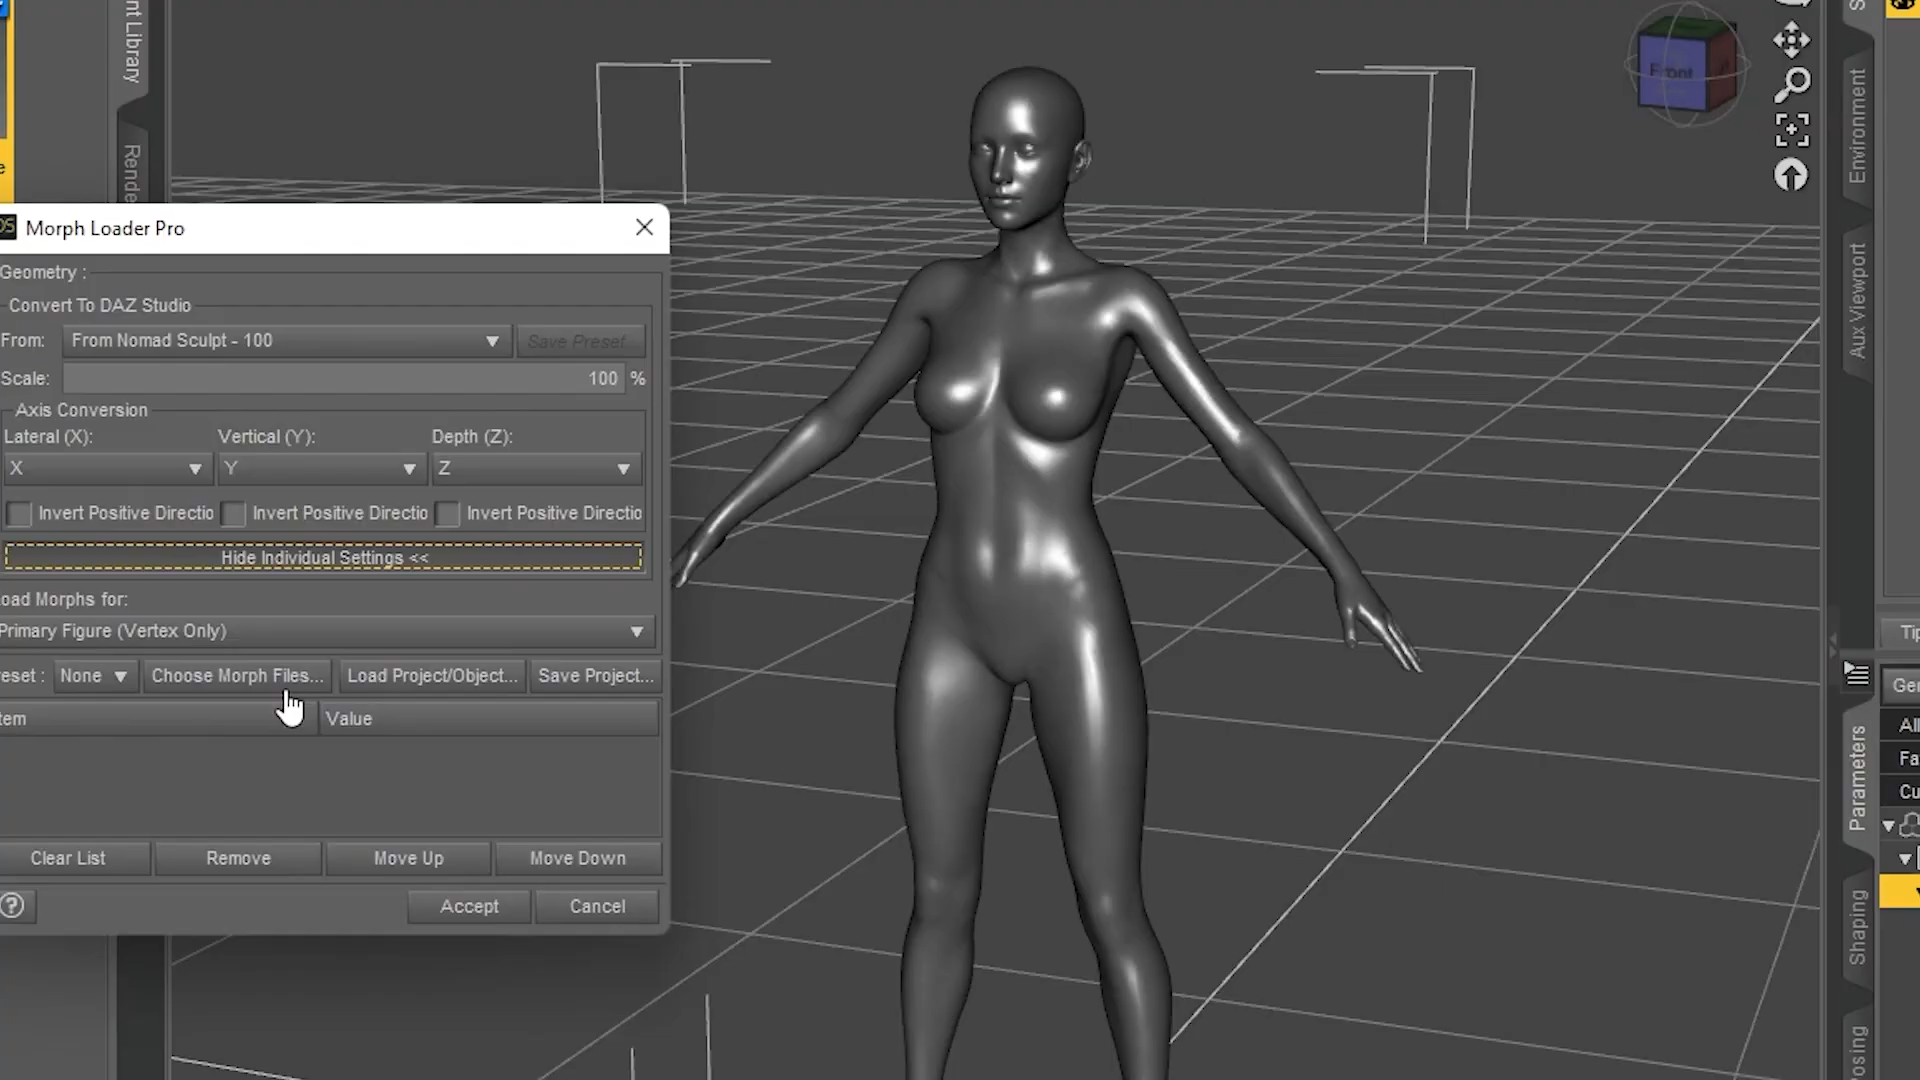 nt Library
Rende
Morph Loader Pro
Geometry :
Convert To DAZ Studio
From: From Nomad Sculpt - 100 Save Preset..
Scale: 100 %
Axis Conversion
Lateral (X): Vertical (Y): Depth (Z):
X Y Z
Invert Positive Directio Invert Positive Directio Invert Positive Directio
Hide Individual Settings <<
oad Morphs for:
Primary Figure (Vertex Only)
reset : None Choose Morph Files... Load Project/Object... Save Project...
tem Value
Clear List Remove Move Up Move Down
? Accept Cancel
Front
Environment
Aux Viewport
Tip
Ger
All
Fa
Cu
Parameters
Shaping
osing